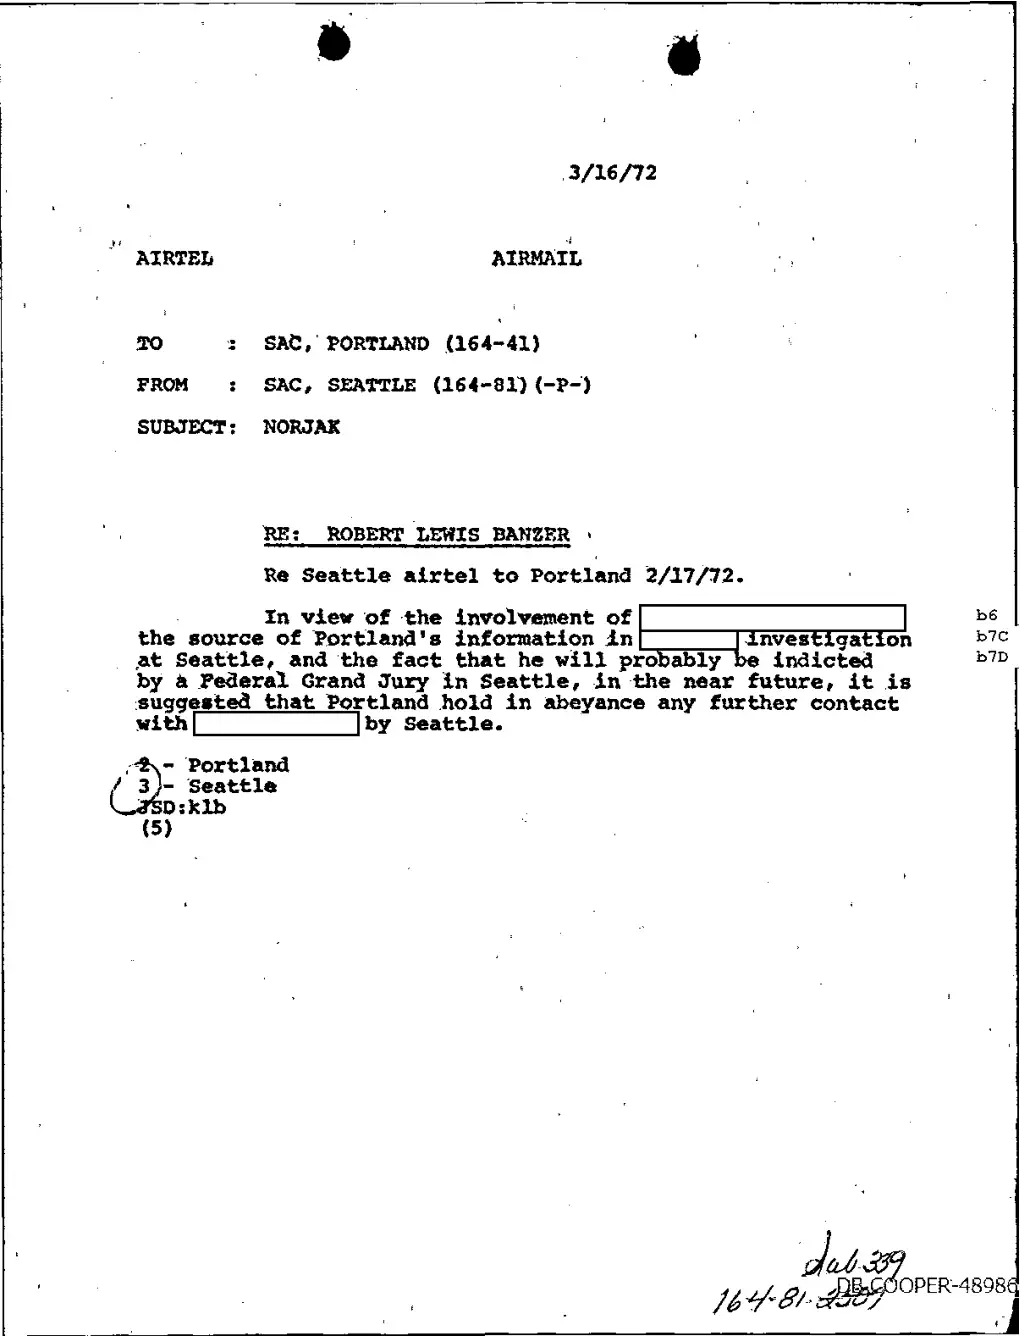 3/16/72
AIRTEL AIRMAIL
TO : SAC, PORTLAND (164-41)
FROM : SAC, SEATTLE (164-81)(-P-)
SUBJECT: NORJAK
RE: ROBERT LEWIS BANZER
Re Seattle airtel to Portland 2/17/72.
In view of the involvement of b6
the source of Portland's information in investigation b7C
at Seattle, and the fact that he will probably be indicted b7D
by a Federal Grand Jury in Seattle, in the near future, it is
suggested that Portland hold in abeyance any further contact
with by Seattle.
2 - Portland
3 - Seattle
JSD:klb
(5)
DB COOPER-48986
164-81-